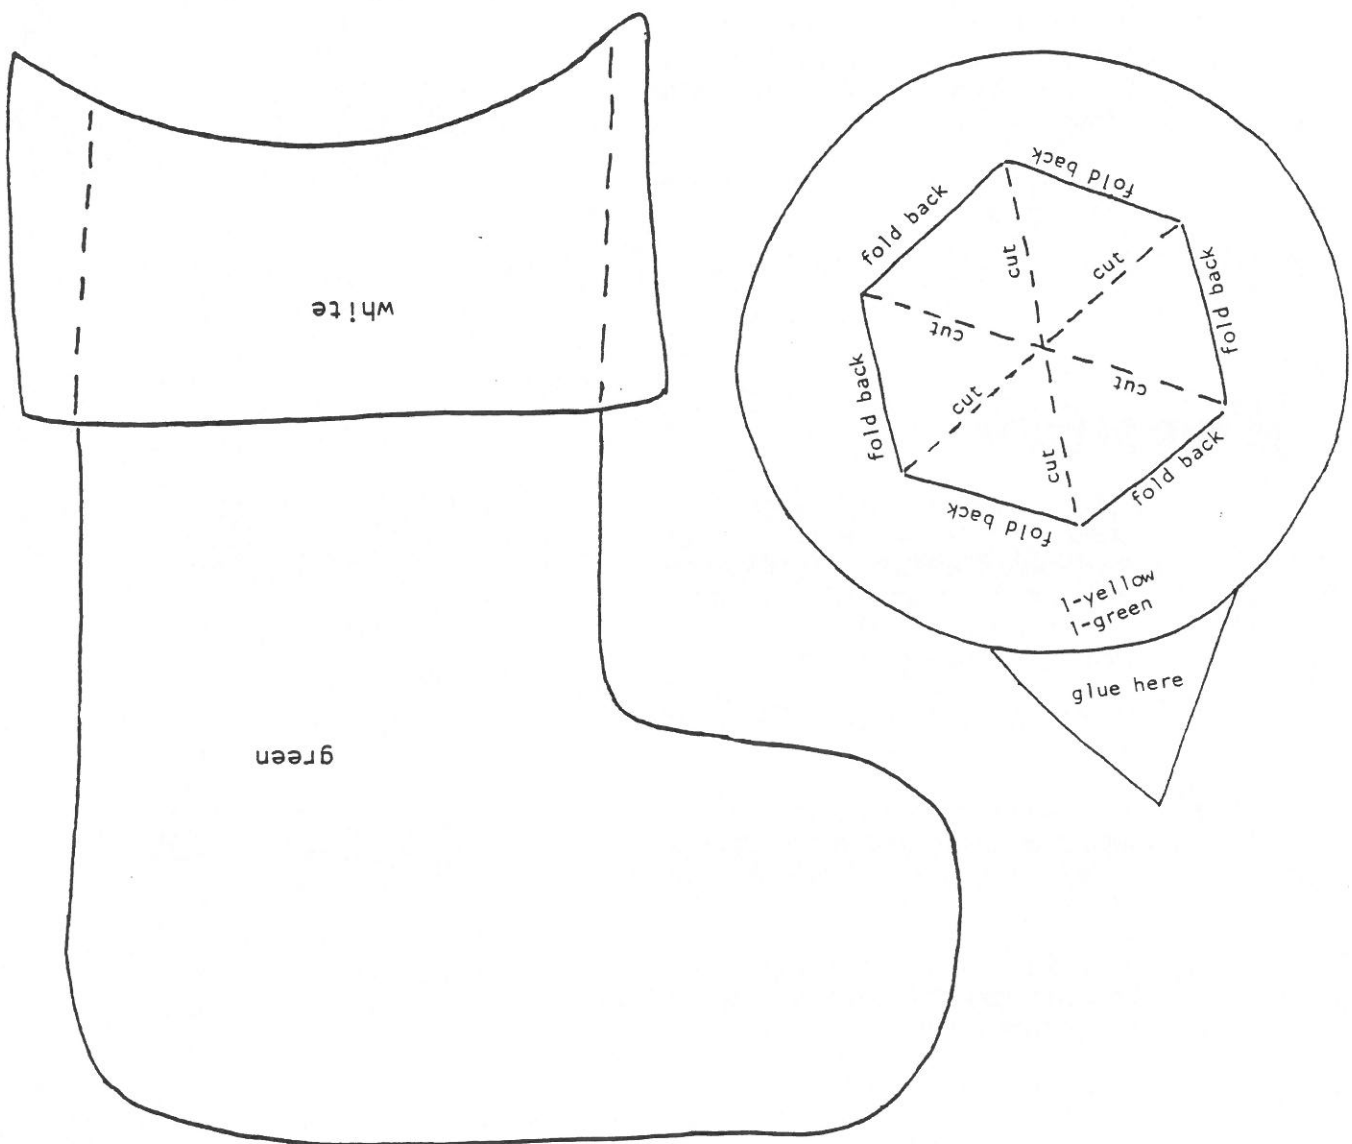 white
green
fold back
fold back
fold back
fold back
fold back
fold back
cut
cut
cut
cut
cut
cut
1-yellow
1-green
glue here